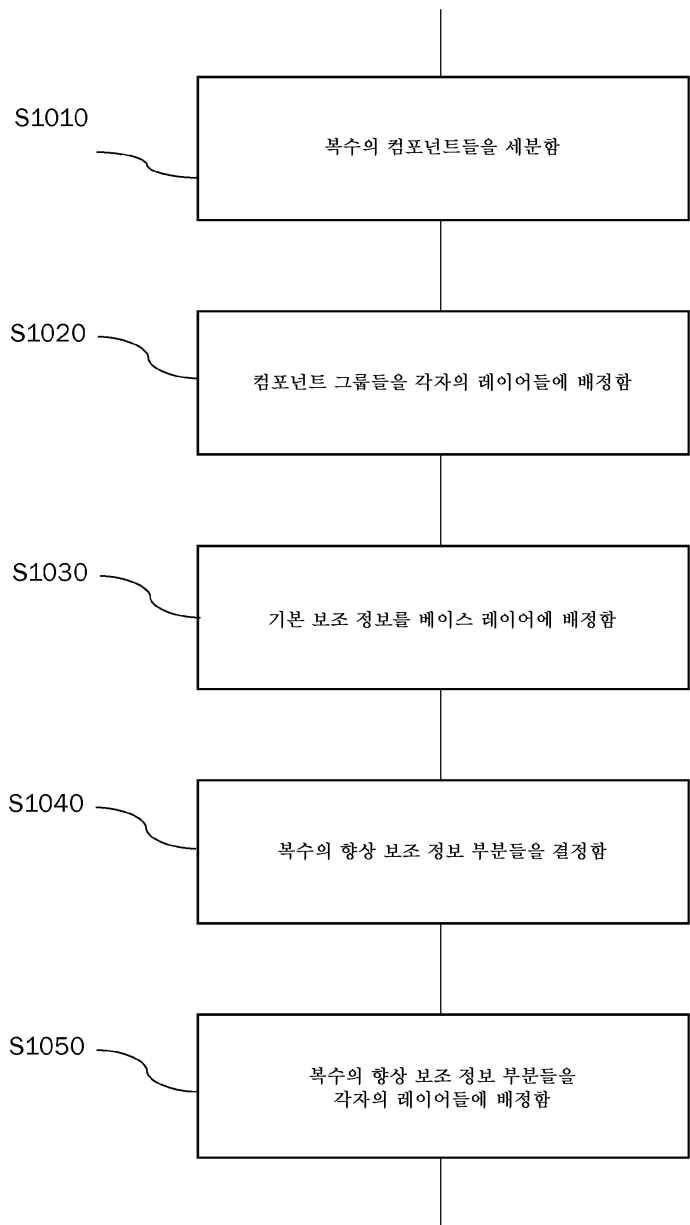 S1010
복수의 컴포넌트들을 세분함
S1020
컴포넌트 그룹들을 각자의 레이어들에 배정함
S1030
기본 보조 정보를 베이스 레이어에 배정함
S1040
복수의 향상 보조 정보 부분들을 결정함
S1050
복수의 향상 보조 정보 부분들을
각자의 레이어들에 배정함